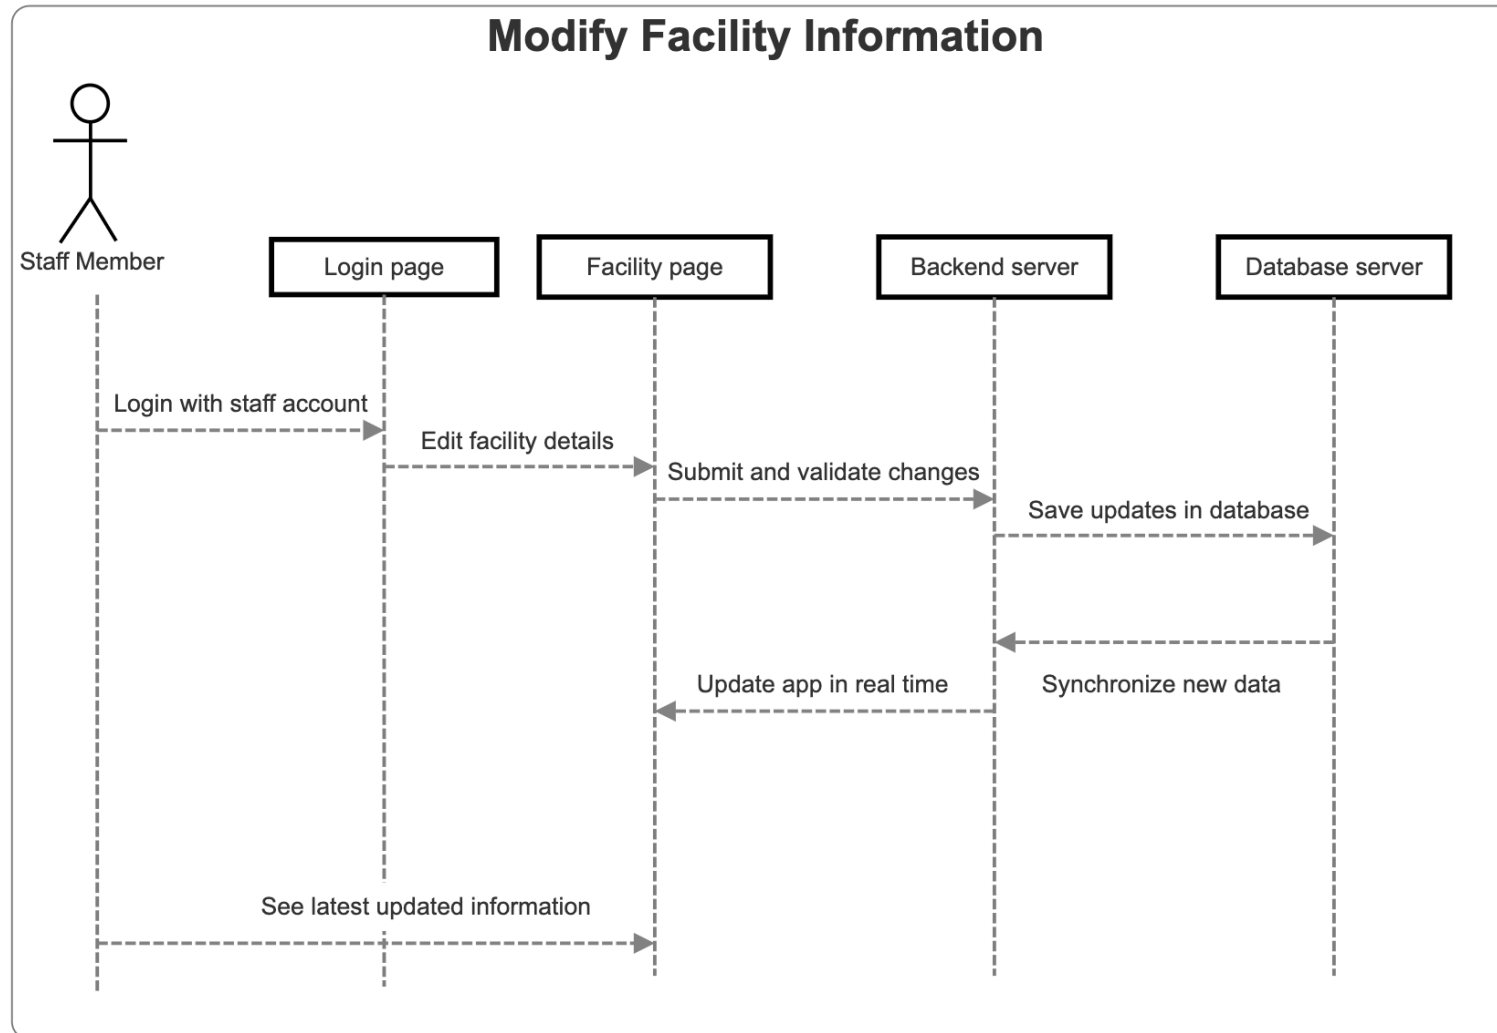 Modify Facility Information
Staff Member
Login page
Facility page
Backend server
Database server
Login with staff account
Edit facility details
Submit and validate changes
Save updates in database
Update app in real time
Synchronize new data
See latest updated information